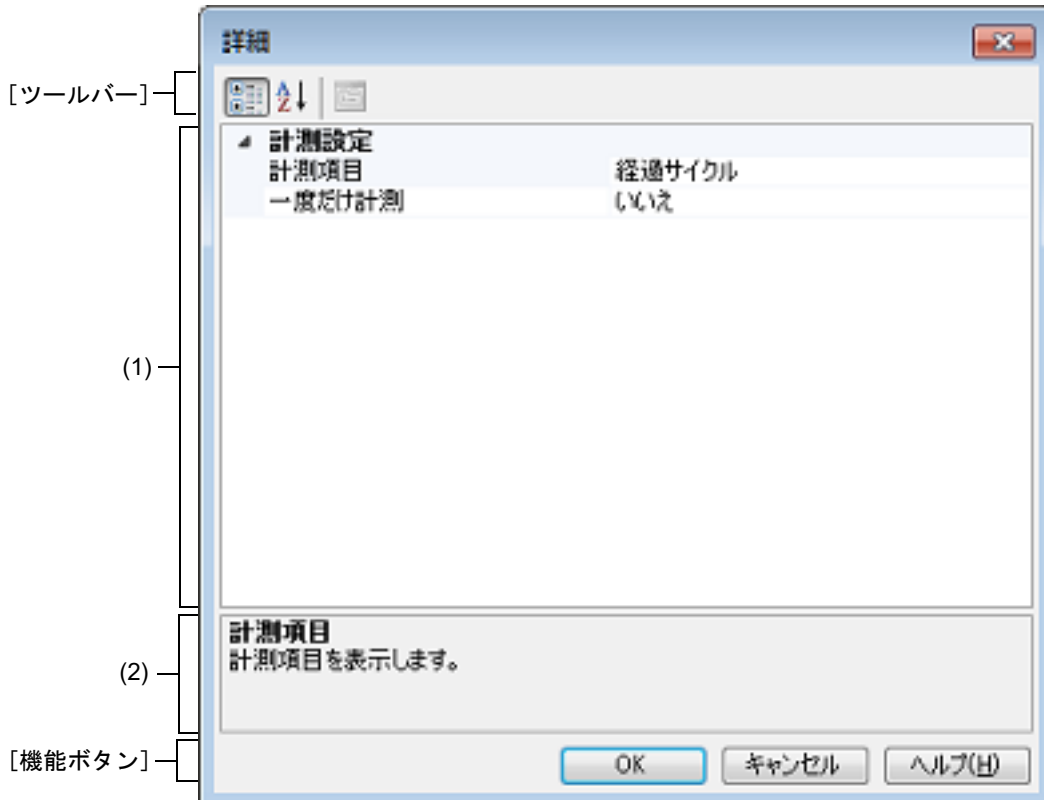 詳細
[ツールバー]
計測設定
計測項目 経過サイクル
一度だけ計測 いいえ
(1)
計測項目
計測項目を表示します。
(2)
[機能ボタン]
OK キャンセル ヘルプ(H)